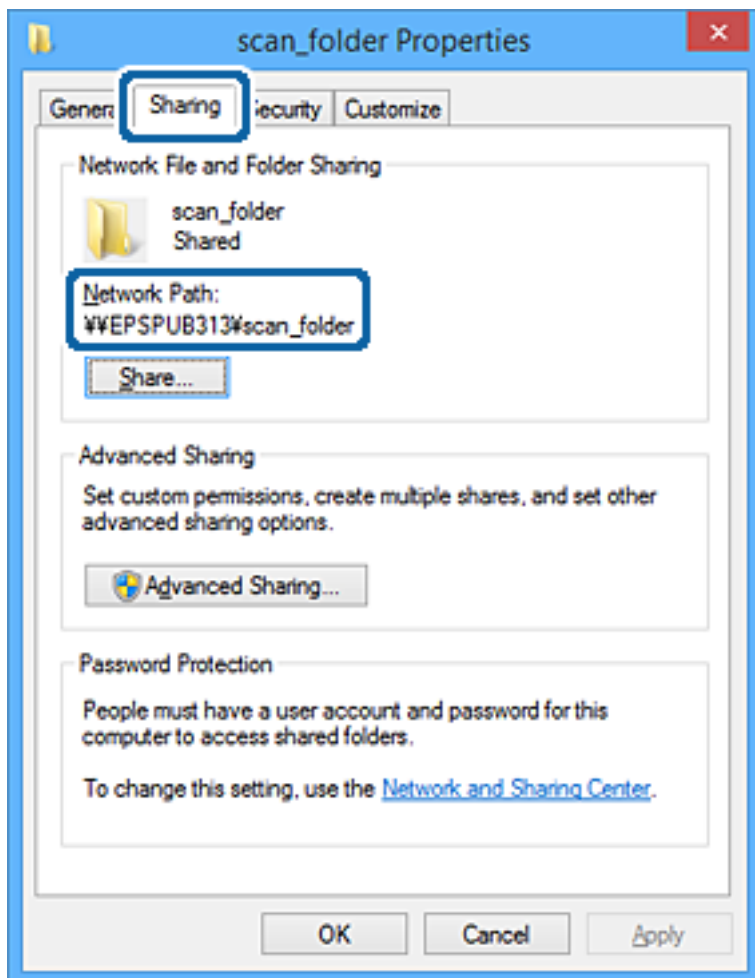 scan_folder Properties
Sharing Customize
Network File and Folder Sharing
scan_folder
Shared
Network Path:
¥¥EPSPUB313¥scan_folder
Share...
Advanced Sharing
Set custom permissions, create multiple shares, and set other
advanced sharing options.
Advanced Sharing...
Password Protection
People must have a user account and password for this
computer to access shared folders.
To change this setting, use the Network and Sharing Center.
OK Cancel Apply